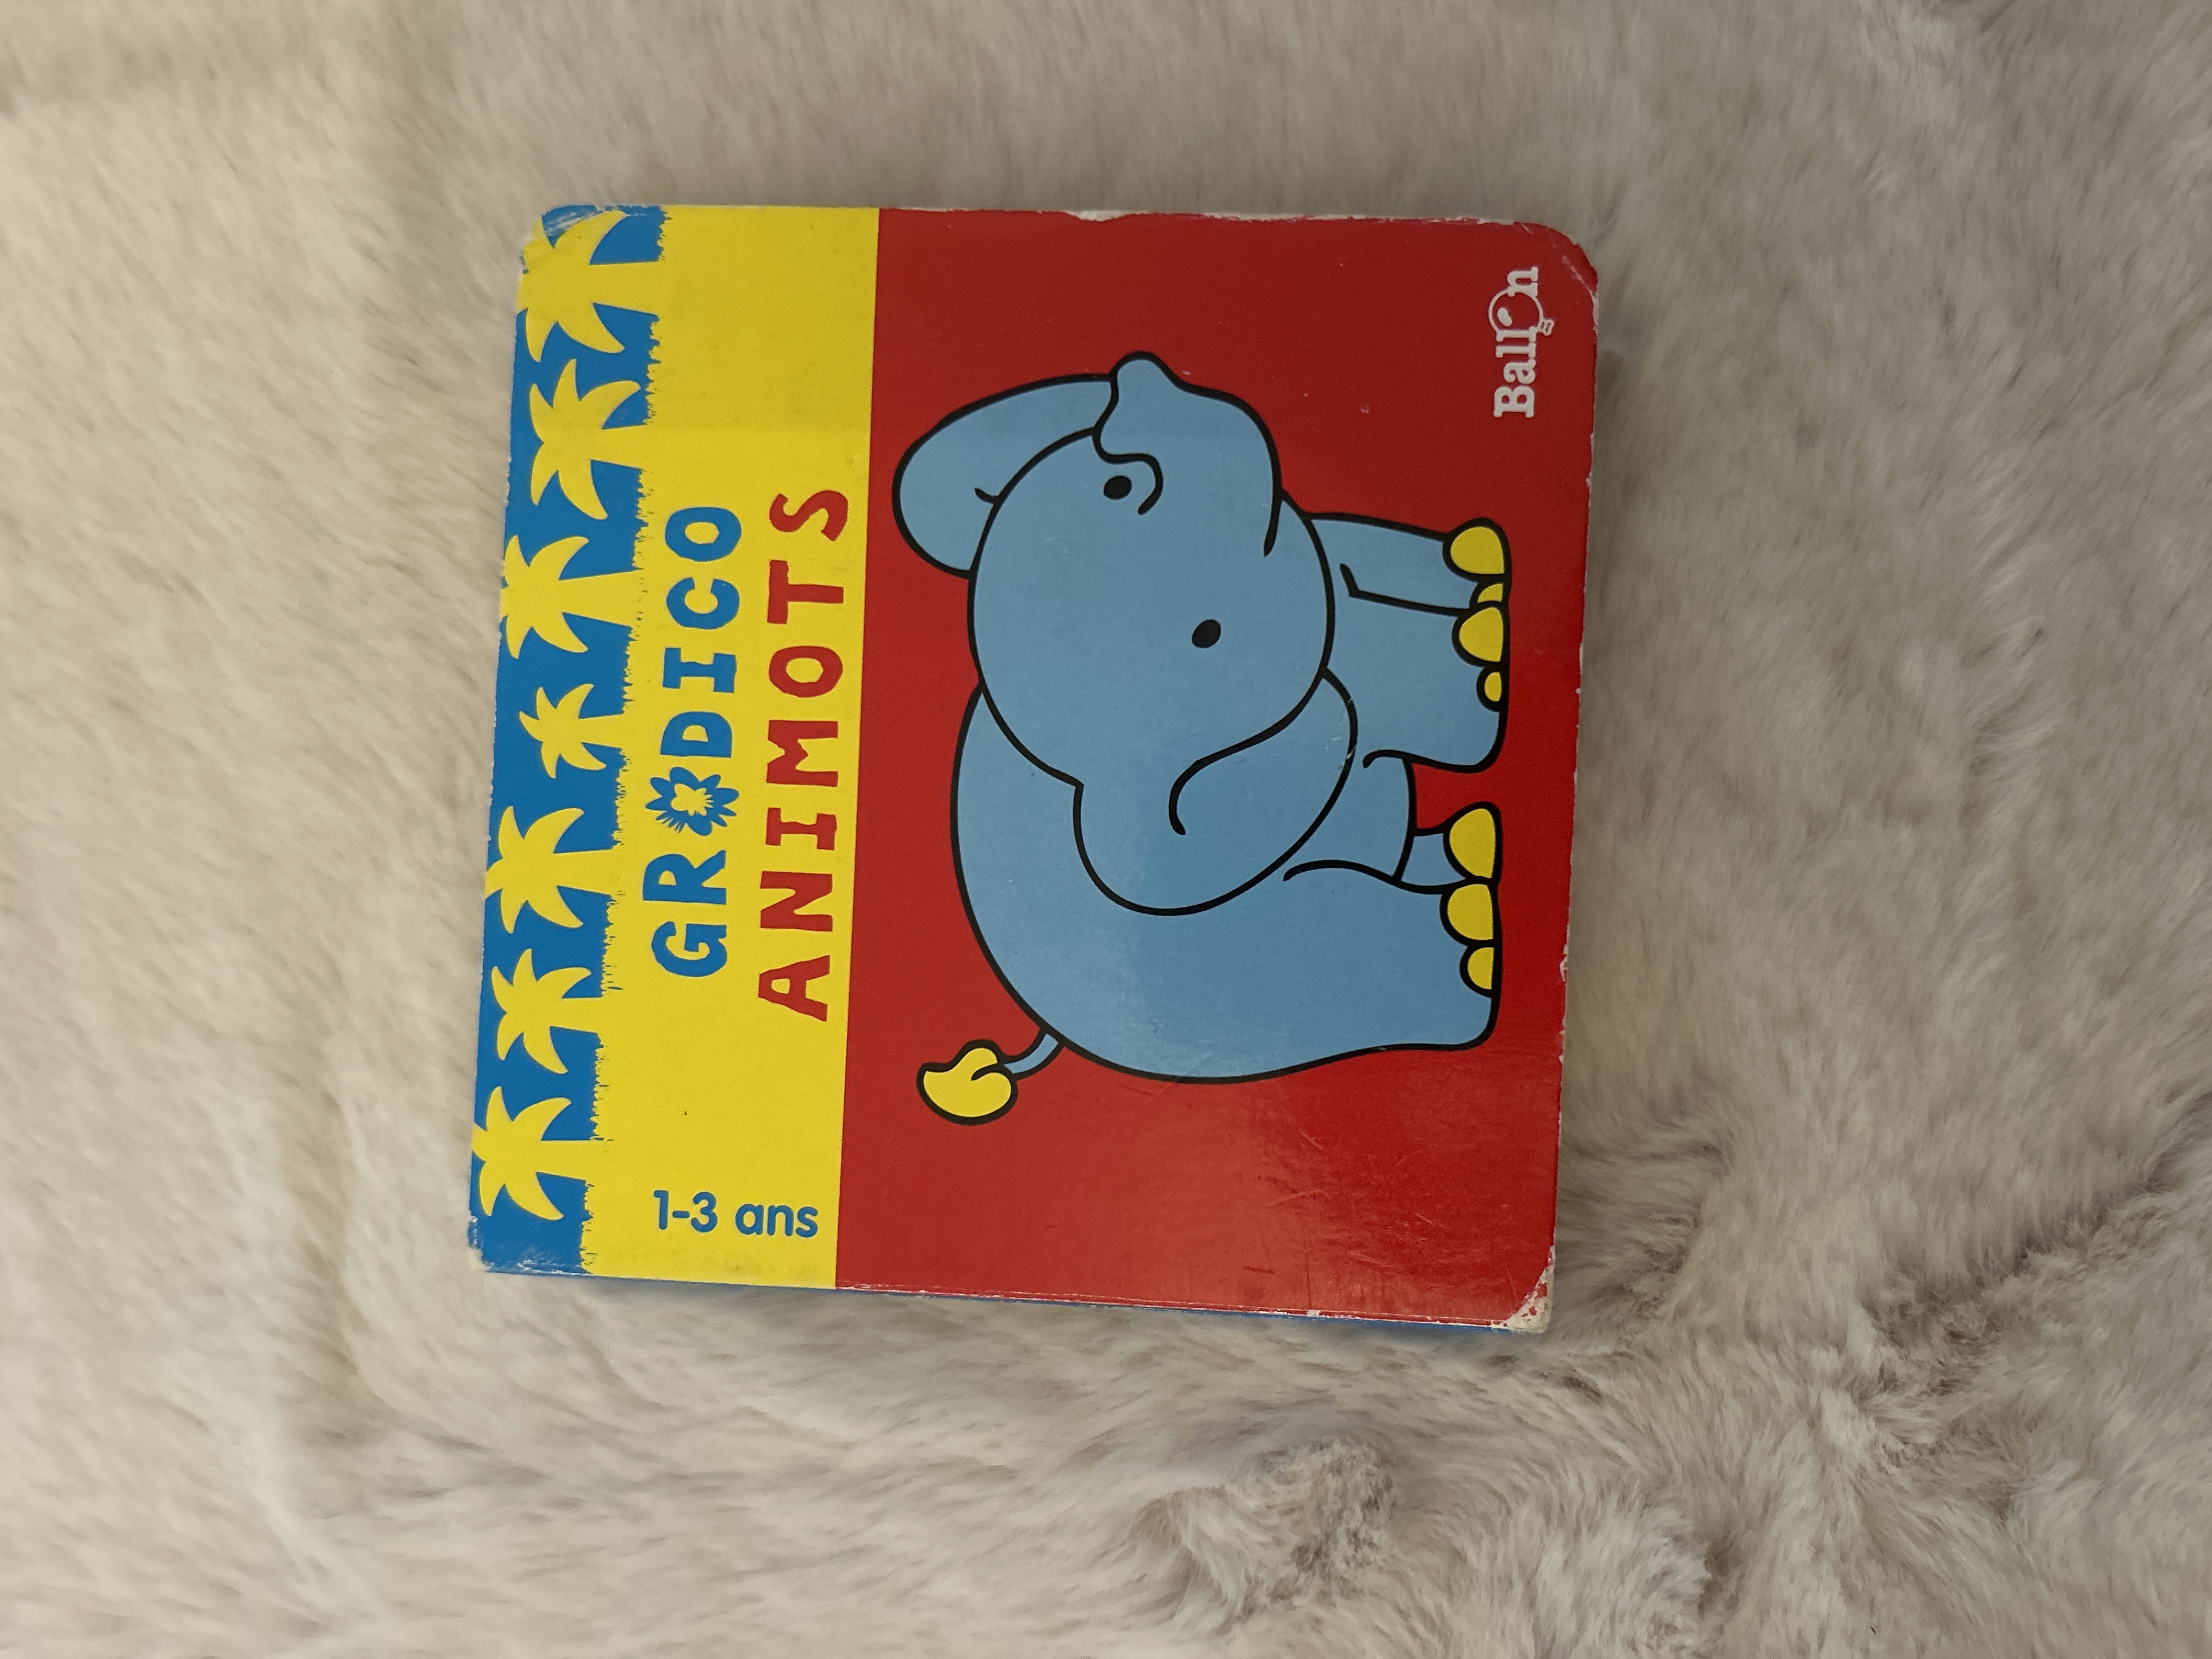 GRODICO
ANIMOTS
1-3 ans
Ballon